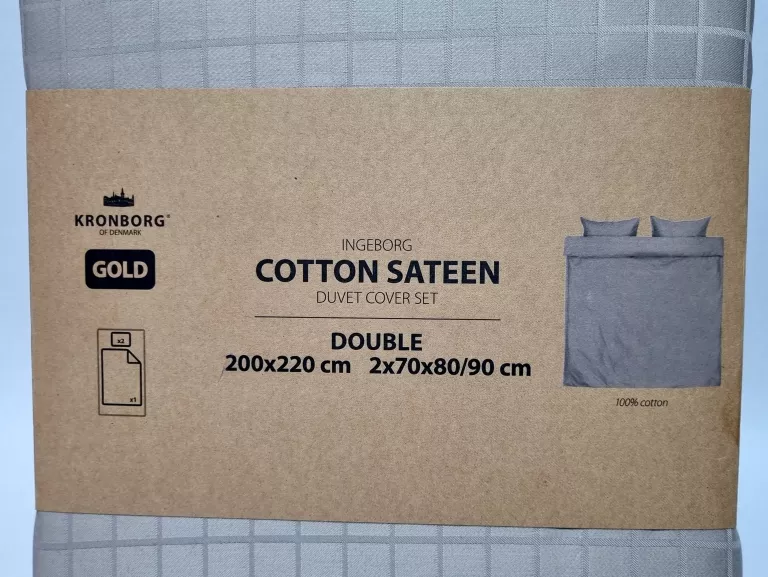 KRONBORG®
OF DENMARK
GOLD
x2
x1
INGEBORG
COTTON SATEEN
DUVET COVER SET
DOUBLE
200x220 cm 2x70x80/90 cm
100% cotton